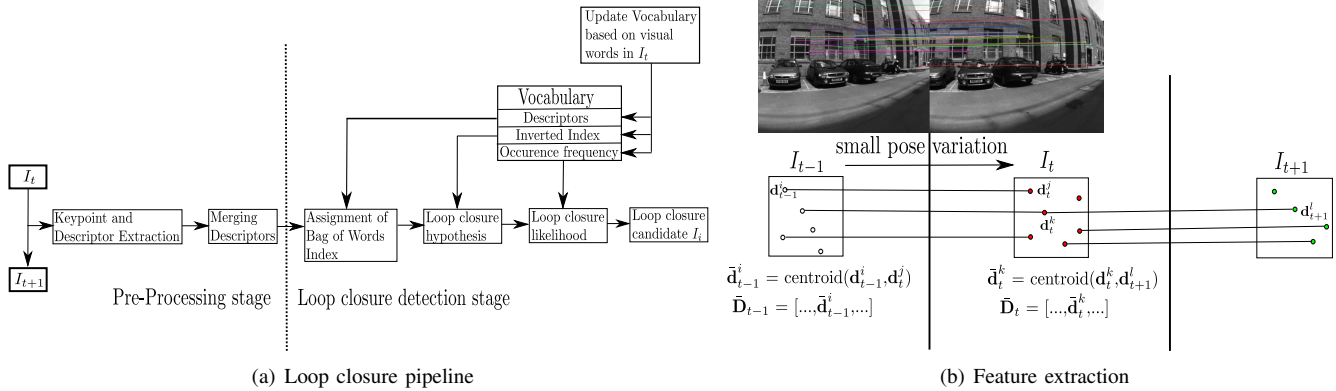 Update Vocabulary
based on visual
words in I_t
Vocabulary
Descriptors
Inverted Index
Occurence frequency
I_t
Keypoint and
Descriptor Extraction
Merging
Descriptors
Assignment of
Bag of Words
Index
Loop closure
hypothesis
Loop closure
likelihood
Loop closure
candidate I_i
I_{t+1}
Pre-Processing stage
Loop closure detection stage
(a) Loop closure pipeline
small pose variation
I_{t-1}
I_t
I_{t+1}
d^i_{t-1}
d^j_t
d^k_t
d^l_{t+1}
d̄^i_{t-1} = centroid(d^i_{t-1},d^j_t)
D̄_{t-1} = [...,d̄^i_{t-1},...]
d̄^k_t = centroid(d^k_t,d^l_{t+1})
D̄_t = [...,d̄^k_t,...]
(b) Feature extraction